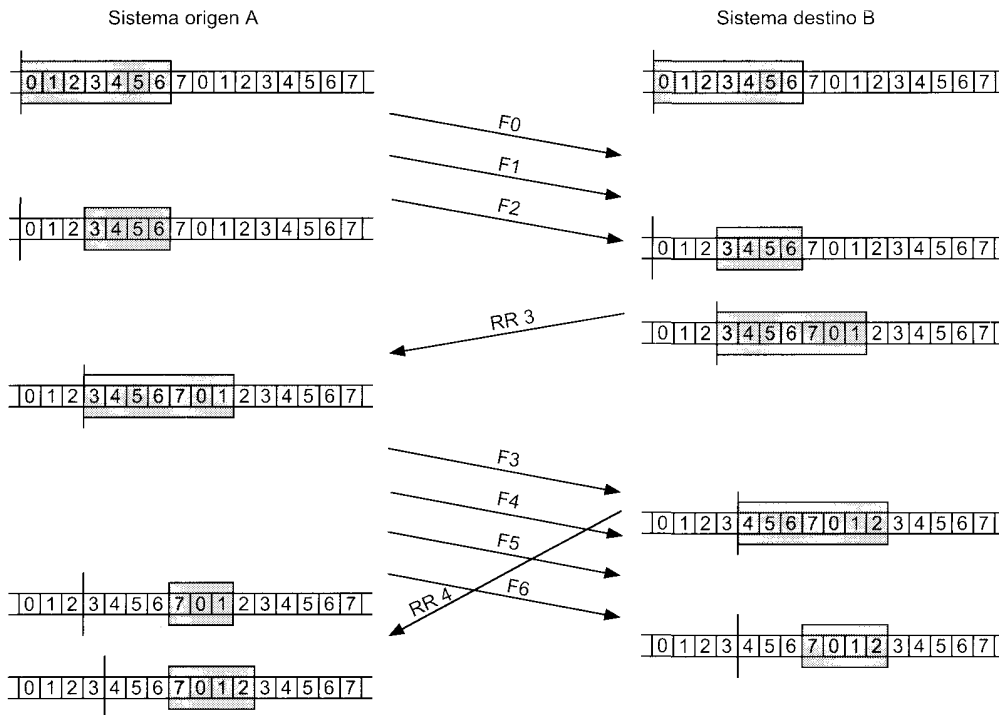 Sistema origen A
Sistema destino B
0 1 2 3 4 5 6 7 0 1 2 3 4 5 6 7
0 1 2 3 4 5 6 7 0 1 2 3 4 5 6 7
F0
F1
F2
0 1 2 3 4 5 6 7 0 1 2 3 4 5 6 7
0 1 2 3 4 5 6 7 0 1 2 3 4 5 6 7
RR 3
0 1 2 3 4 5 6 7 0 1 2 3 4 5 6 7
0 1 2 3 4 5 6 7 0 1 2 3 4 5 6 7
F3
F4
F5
F6
0 1 2 3 4 5 6 7 0 1 2 3 4 5 6 7
RR 4
0 1 2 3 4 5 6 7 0 1 2 3 4 5 6 7
0 1 2 3 4 5 6 7 0 1 2 3 4 5 6 7
0 1 2 3 4 5 6 7 0 1 2 3 4 5 6 7